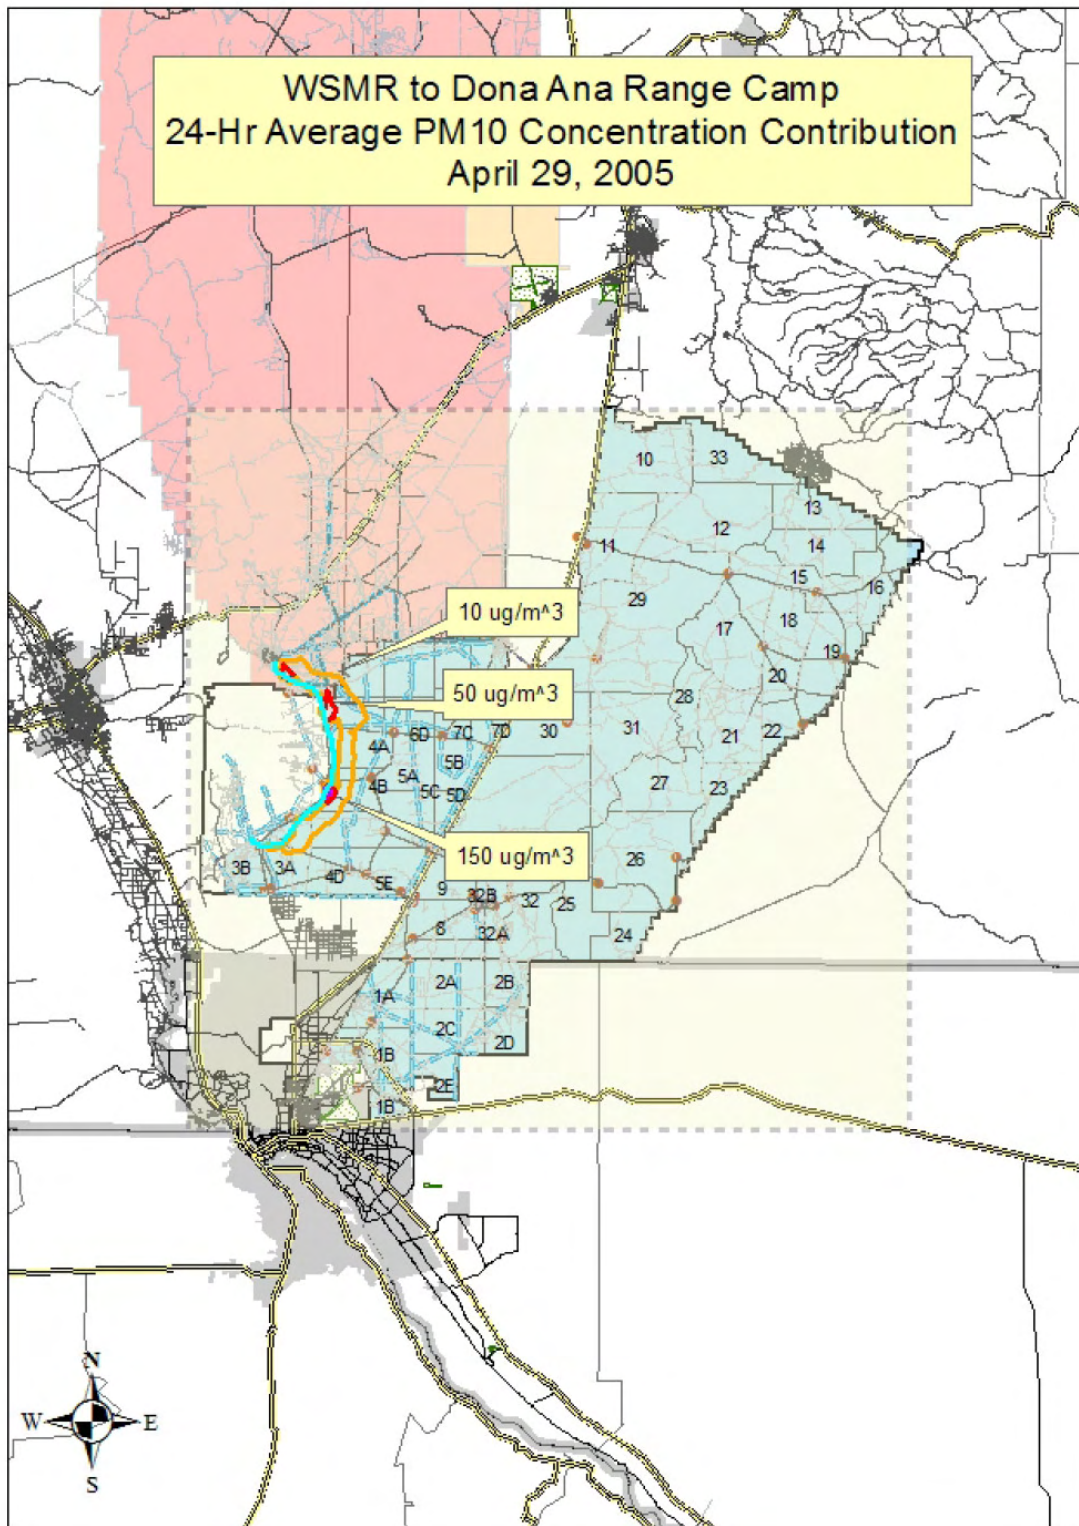 WSMR to Dona Ana Range Camp
24-Hr Average PM10 Concentration Contribution
April 29, 2005
10
33
13
12
14
11
15
16
29
10 ug/m^3
17
18
19
20
50 ug/m^3
28
30
31
21
22
4A
6D
7C
7D
5B
5A
4B
5C
5D
27
23
150 ug/m^3
26
3B
3A
4D
5E
9
32B
32
25
8
32A
24
2A
2B
1A
2C
2D
1B
2E
1B
N
W
E
S